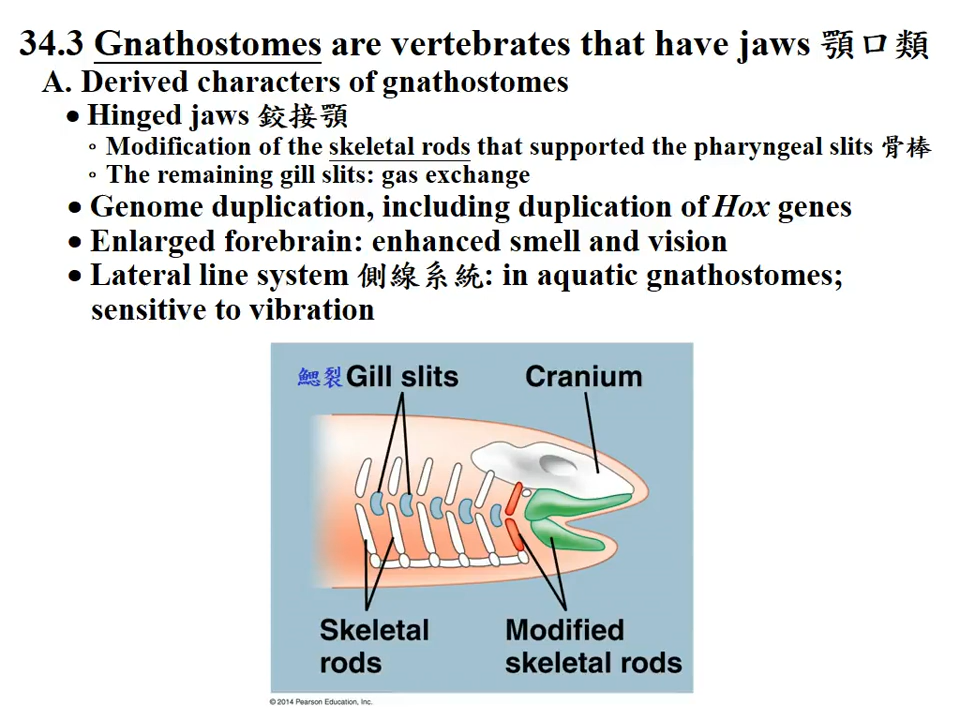 34.3 Gnathostomes are vertebrates that have jaws 顎口類
A. Derived characters of gnathostomes
• Hinged jaws 鉸接顎
◦ Modification of the skeletal rods that supported the pharyngeal slits 骨棒
◦ The remaining gill slits: gas exchange
• Genome duplication, including duplication of Hox genes
• Enlarged forebrain: enhanced smell and vision
• Lateral line system 側線系統: in aquatic gnathostomes;
sensitive to vibration
鰓裂 Gill slits
Cranium
Skeletal
rods
Modified
skeletal rods
© 2014 Pearson Education, Inc.